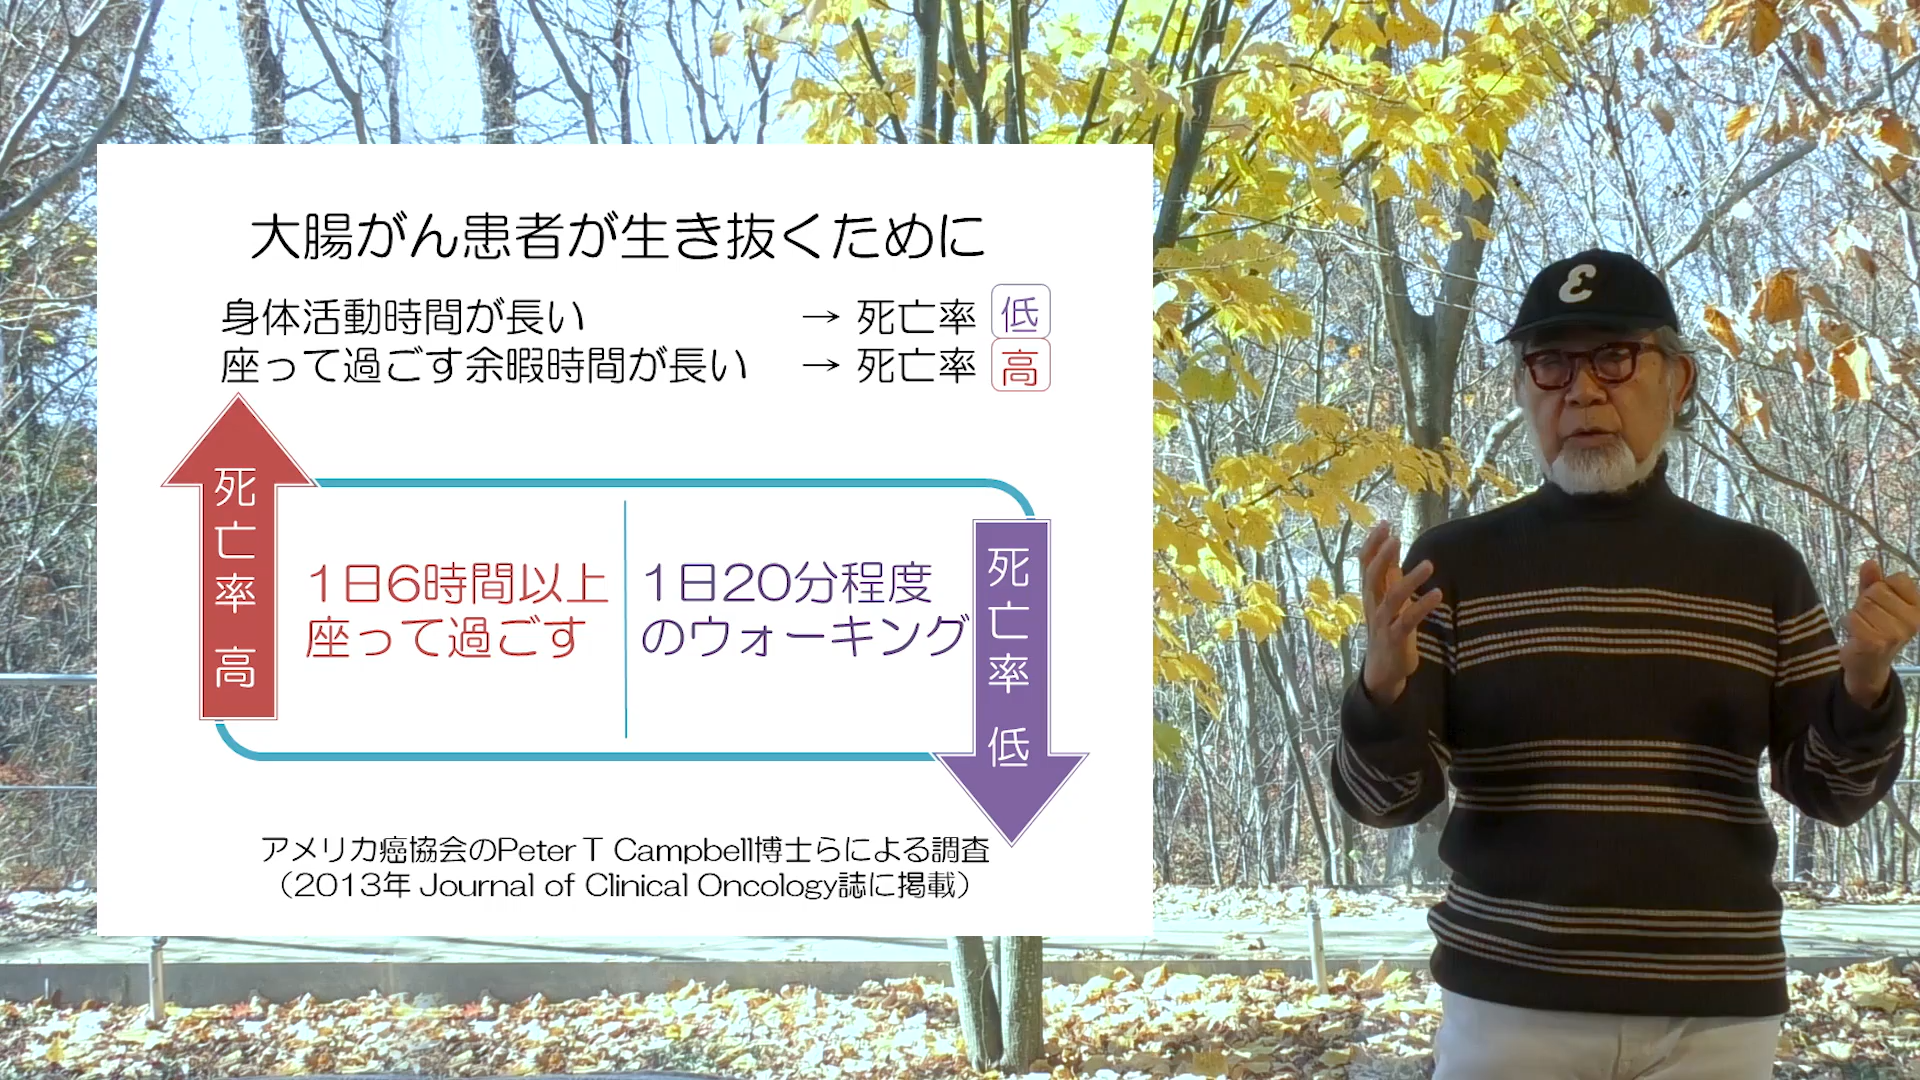 大腸がん患者が生き抜くために
身体活動時間が長い → 死亡率 低
座って過ごす余暇時間が長い → 死亡率 高
死亡率 高
1日6時間以上
座って過ごす
1日20分程度
のウォーキング
死亡率 低
アメリカ癌協会のPeter T Campbell博士らによる調査
（2013年 Journal of Clinical Oncology誌に掲載）
ε